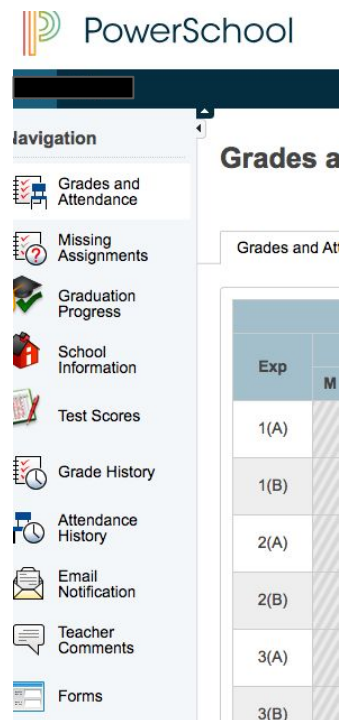 PowerSchool
Navigation
Grades and
Attendance
Missing
Assignments
Graduation
Progress
School
Information
Test Scores
Grade History
Attendance
History
Email
Notification
Teacher
Comments
Forms
Grades a
Grades and Att
Exp
M
1(A)
1(B)
2(A)
2(B)
3(A)
3(B)